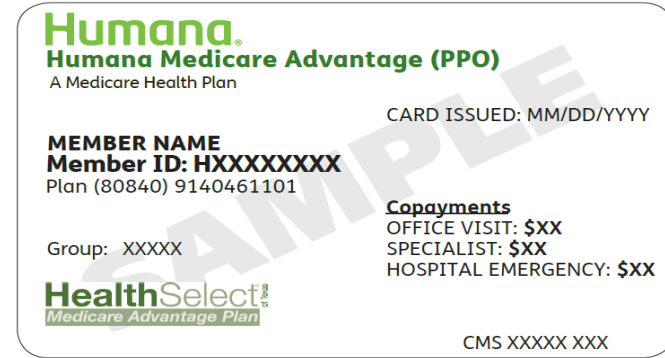 Humana®
Humana Medicare Advantage (PPO)
A Medicare Health Plan
CARD ISSUED: MM/DD/YYYY
MEMBER NAME
Member ID: HXXXXXXXX
Plan (80840) 9140461101
Copayments
OFFICE VISIT: $XX
SPECIALIST: $XX
HOSPITAL EMERGENCY: $XX
Group: XXXXX
HealthSelect of Texas
Medicare Advantage Plan
CMS XXXXX XXX
SAMPLE